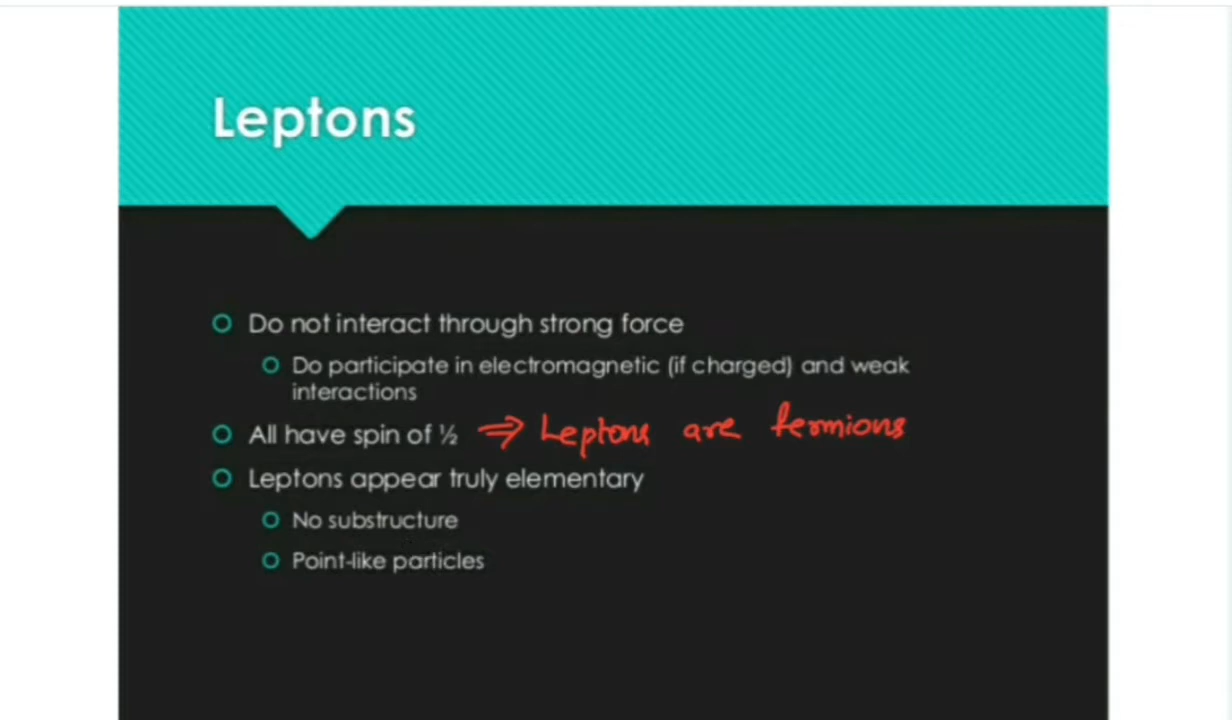 Leptons
Do not interact through strong force
Do participate in electromagnetic (if charged) and weak
interactions
All have spin of ½ ⇒ Leptons are fermions
Leptons appear truly elementary
No substructure
Point-like particles